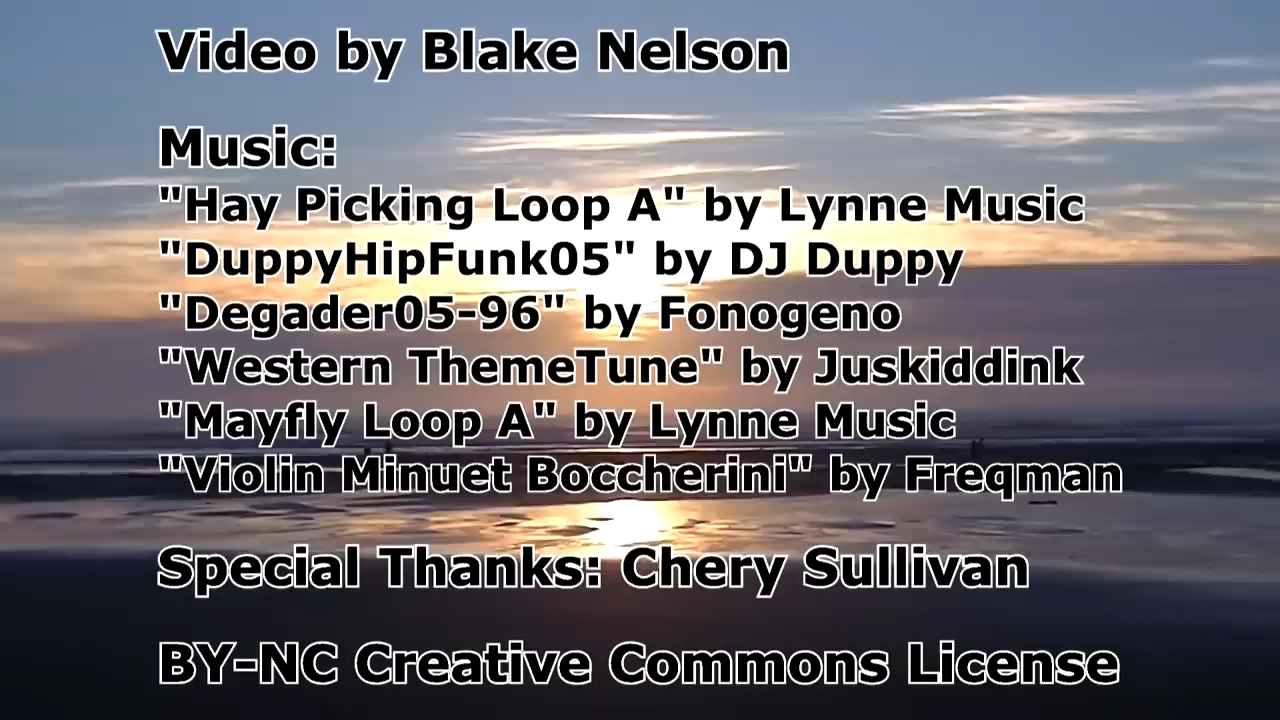 Video by Blake Nelson
Music:
"Hay Picking Loop A" by Lynne Music
"DuppyHipFunk05" by DJ Duppy
"Degader05-96" by Fonogeno
"Western ThemeTune" by Juskiddink
"Mayfly Loop A" by Lynne Music
"Violin Minuet Boccherini" by Freqman
Special Thanks: Chery Sullivan
BY-NC Creative Commons License